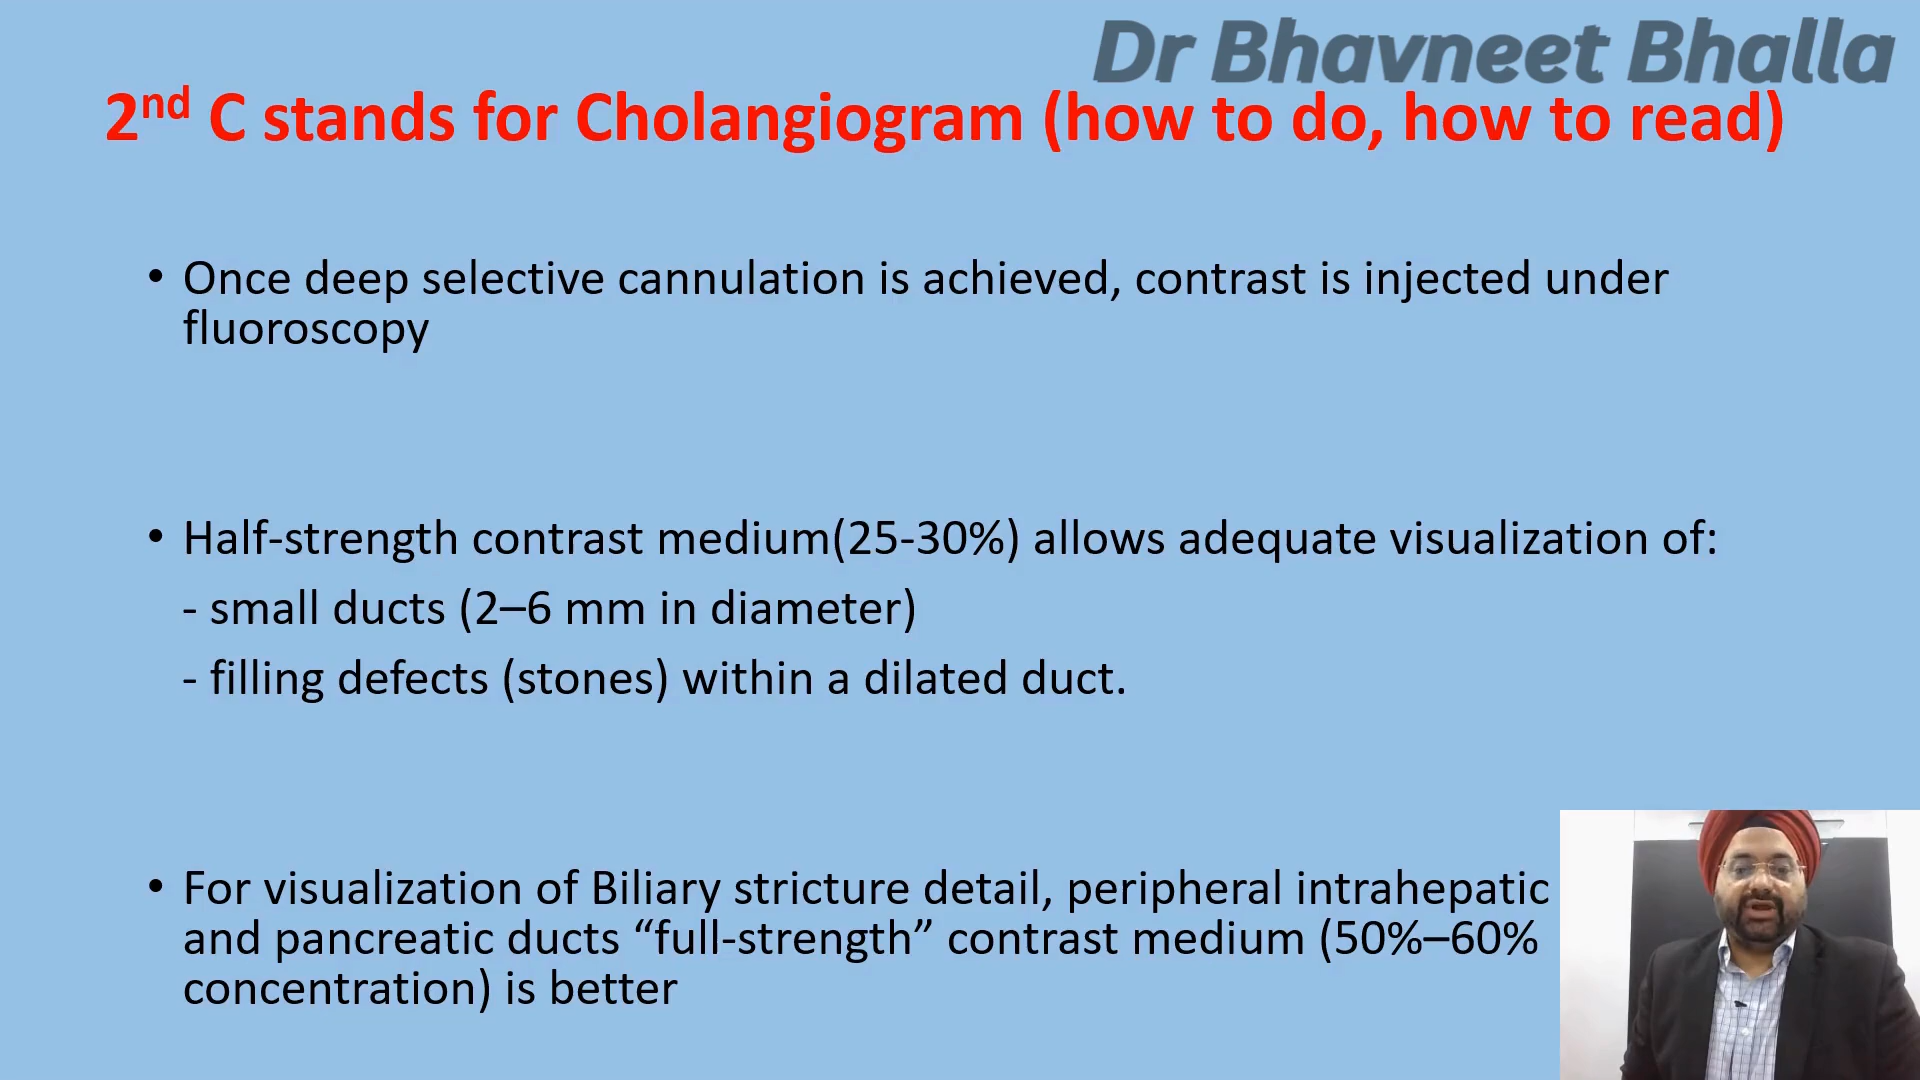 Dr Bhavneet Bhalla
2nd C stands for Cholangiogram (how to do, how to read)
• Once deep selective cannulation is achieved, contrast is injected under
fluoroscopy
• Half-strength contrast medium(25-30%) allows adequate visualization of:
- small ducts (2–6 mm in diameter)
- filling defects (stones) within a dilated duct.
• For visualization of Biliary stricture detail, peripheral intrahepatic
and pancreatic ducts “full-strength” contrast medium (50%–60%
concentration) is better